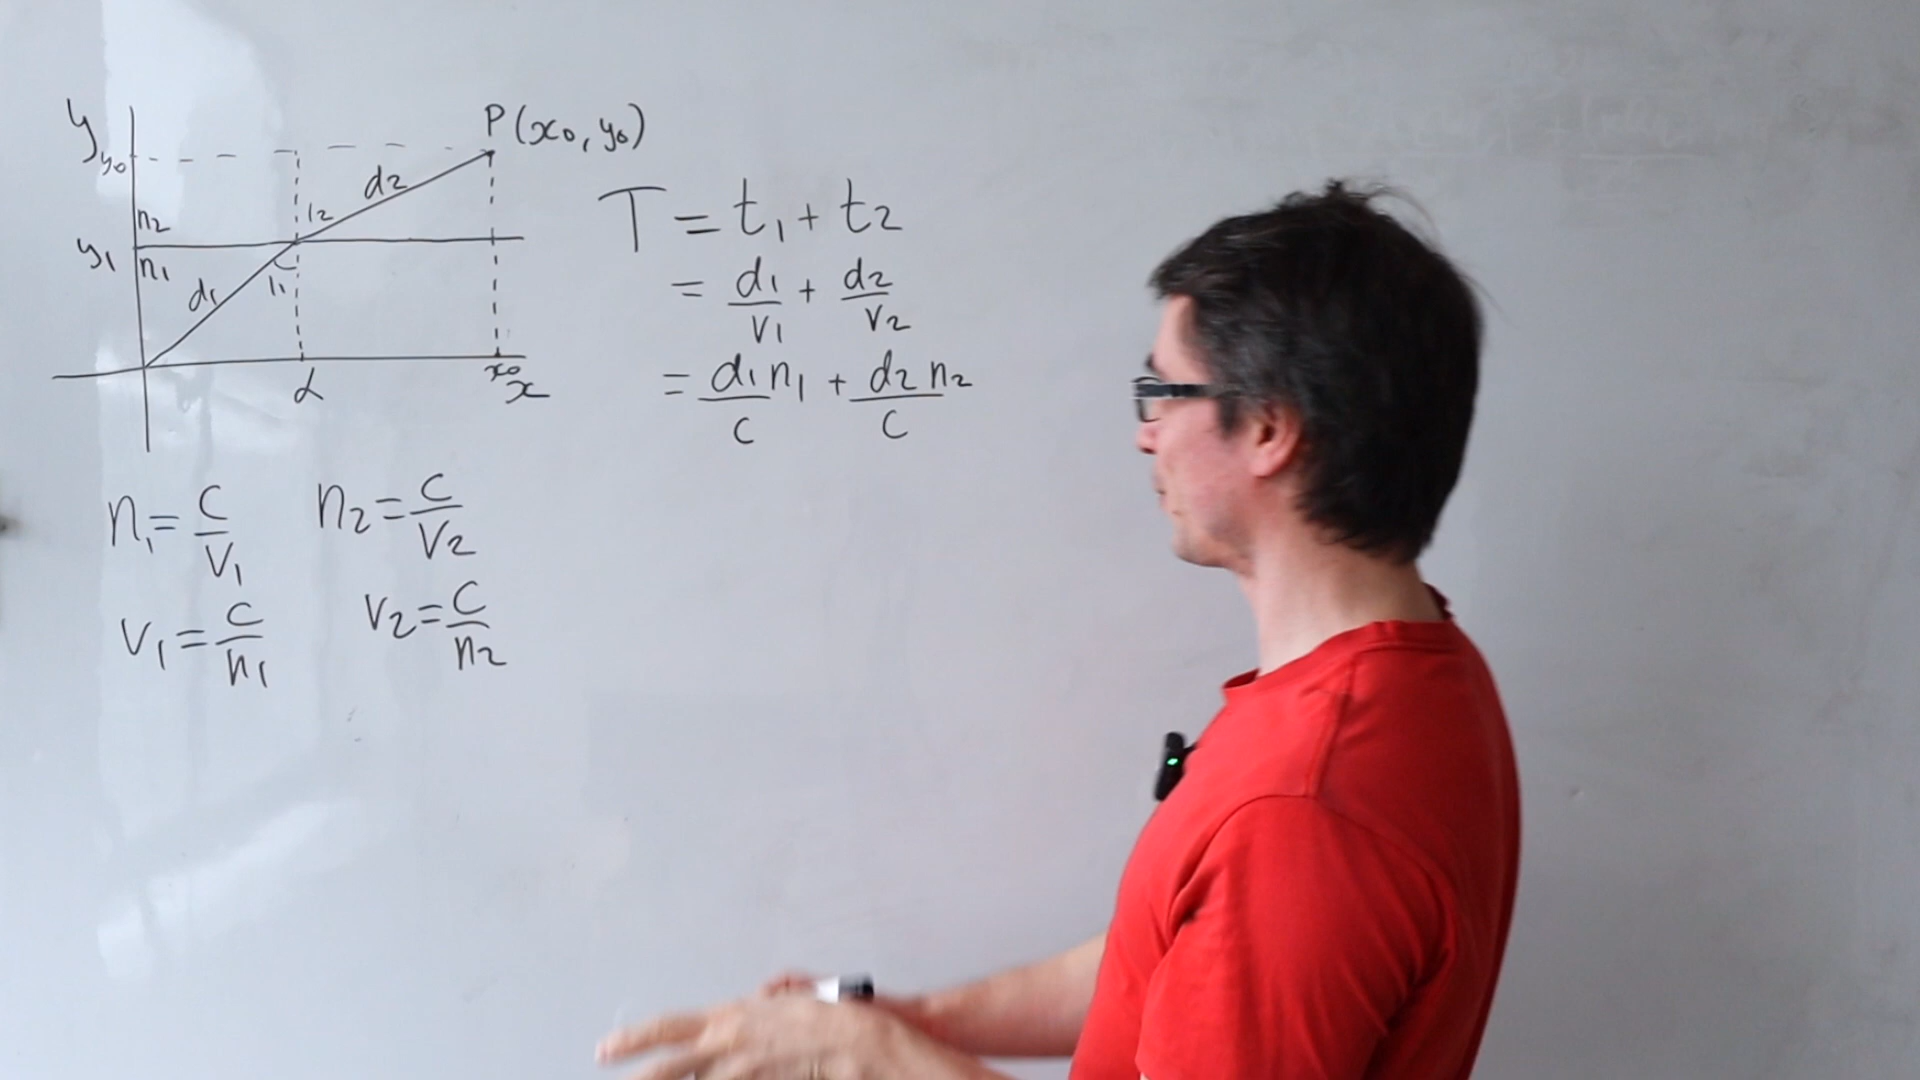 y
P(x₀, y₀)
y₀
d₂
n₂
i₂
y₁
n₁
i₁
d₁
α
x₀
x
T = t₁ + t₂
= d₁/v₁ + d₂/v₂
= d₁n₁/c + d₂n₂/c
n₁ = c/v₁
n₂ = c/v₂
v₁ = c/n₁
v₂ = c/n₂